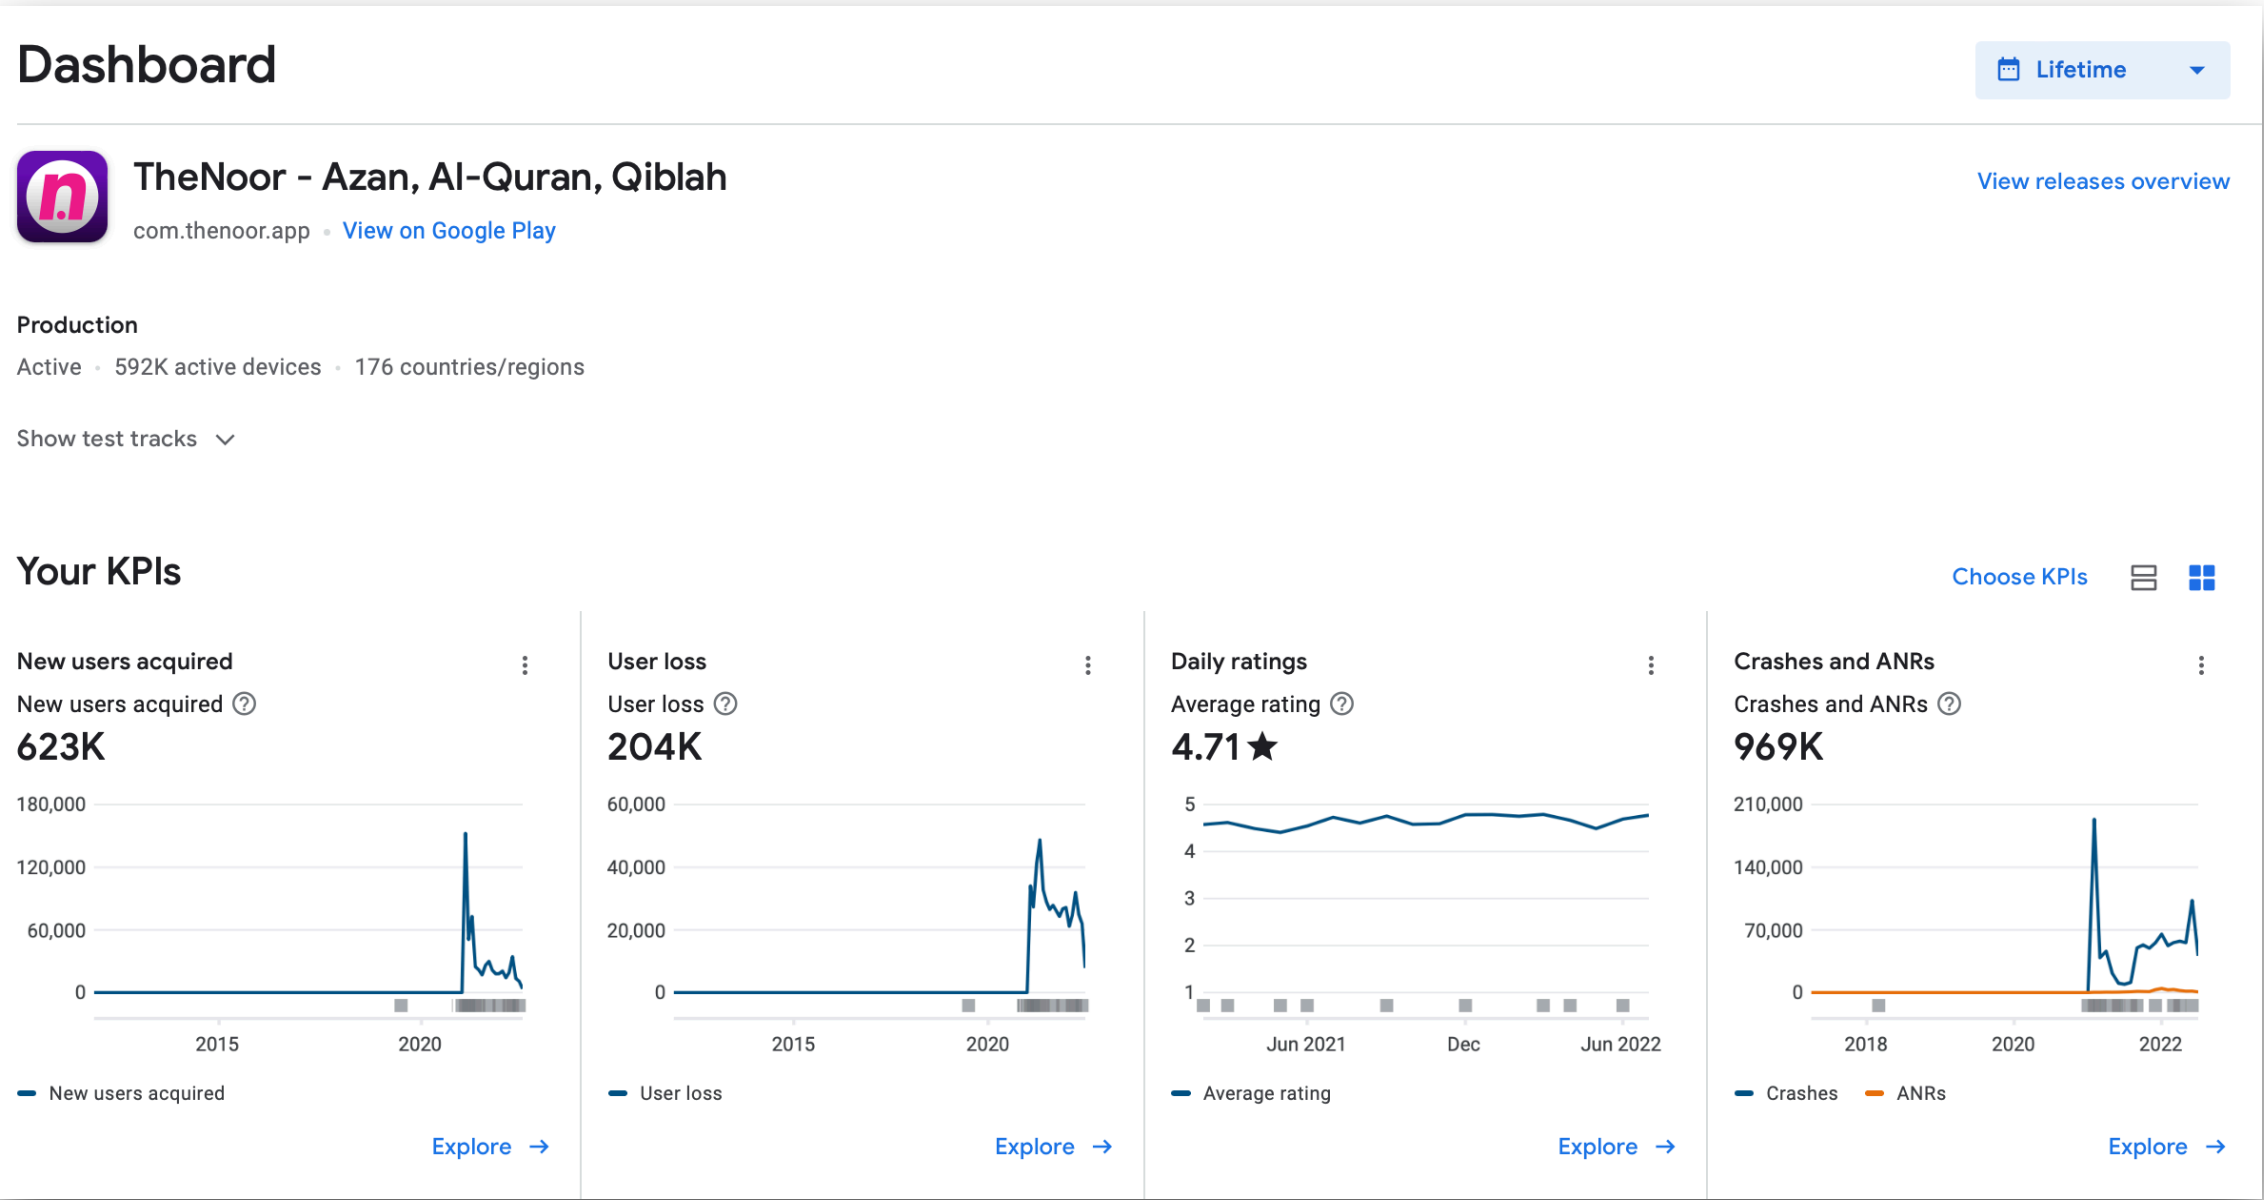 Dashboard
Lifetime
n
TheNoor - Azan, Al-Quran, Qiblah
View releases overview
com.thenoor.app • View on Google Play
Production
Active • 592K active devices • 176 countries/regions
Show test tracks
Your KPIs
Choose KPIs
New users acquired
New users acquired ?
623K
180,000
120,000
60,000
0
2015 2020
New users acquired
Explore →
User loss
User loss ?
204K
60,000
40,000
20,000
0
2015 2020
User loss
Explore →
Daily ratings
Average rating ?
4.71★
5
4
3
2
1
Jun 2021 Dec Jun 2022
Average rating
Explore →
Crashes and ANRs
Crashes and ANRs ?
969K
210,000
140,000
70,000
0
2018 2020 2022
Crashes ANRs
Explore →